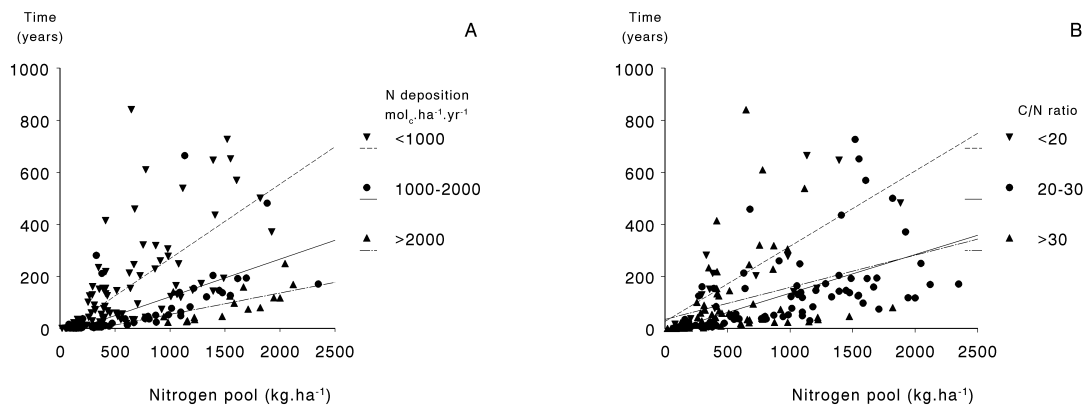 Time
(years)
A
1000
800
600
400
200
0
0 500 1000 1500 2000 2500
Nitrogen pool (kg.ha⁻¹)
N deposition
mol_c.ha⁻¹.yr⁻¹
<1000
1000-2000
>2000
Time
(years)
B
1000
800
600
400
200
0
0 500 1000 1500 2000 2500
Nitrogen pool (kg.ha⁻¹)
C/N ratio
<20
20-30
>30